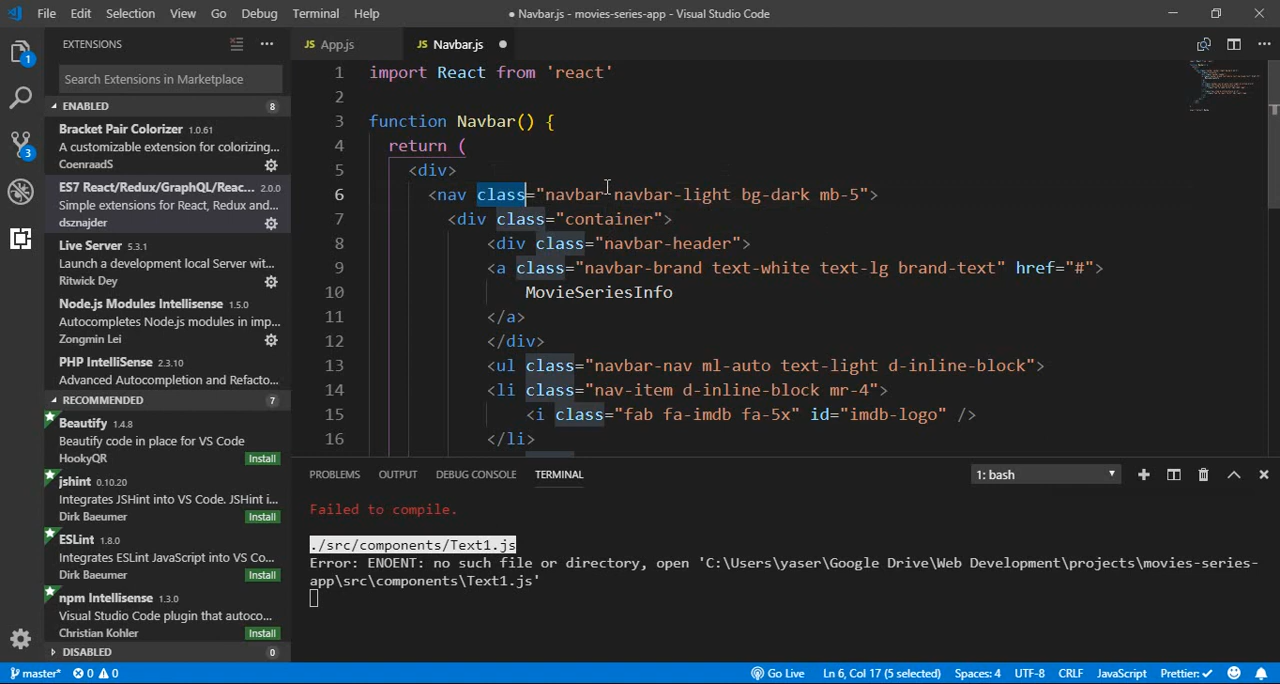 File Edit Selection View Go Debug Terminal Help ● Navbar.js - movies-series-app - Visual Studio Code
1
3
EXTENSIONS
Search Extensions in Marketplace
ENABLED 8
Bracket Pair Colorizer 1.0.61
A customizable extension for colorizing...
CoenraadS
ES7 React/Redux/GraphQL/Reac... 2.0.0
Simple extensions for React, Redux and...
dsznajder
Live Server 5.3.1
Launch a development local Server wit...
Ritwick Dey
Node.js Modules Intellisense 1.5.0
Autocompletes Node.js modules in imp...
Zongmin Lei
PHP IntelliSense 2.3.10
Advanced Autocompletion and Refacto...
RECOMMENDED 7
Beautify 1.4.8
Beautify code in place for VS Code
HookyQR Install
jshint 0.10.20
Integrates JSHint into VS Code. JSHint i...
Dirk Baeumer Install
ESLint 1.8.0
Integrates ESLint JavaScript into VS Co...
Dirk Baeumer Install
npm Intellisense 1.3.0
Visual Studio Code plugin that autoco...
Christian Kohler Install
DISABLED 0
JS App.js JS Navbar.js
1 import React from 'react'
2
3 function Navbar() {
4 return (
5 <div>
6 <nav class="navbar navbar-light bg-dark mb-5">
7 <div class="container">
8 <div class="navbar-header">
9 <a class="navbar-brand text-white text-lg brand-text" href="#">
10 MovieSeriesInfo
11 </a>
12 </div>
13 <ul class="navbar-nav ml-auto text-light d-inline-block">
14 <li class="nav-item d-inline-block mr-4">
15 <i class="fab fa-imdb fa-5x" id="imdb-logo" />
16 </li>
PROBLEMS OUTPUT DEBUG CONSOLE TERMINAL 1: bash
Failed to compile.
./src/components/Text1.js
Error: ENOENT: no such file or directory, open 'C:\Users\yaser\Google Drive\Web Development\projects\movies-series-
app\src\components\Text1.js'
master* 0 0 Go Live Ln 6, Col 17 (5 selected) Spaces: 4 UTF-8 CRLF JavaScript Prettier: ✓